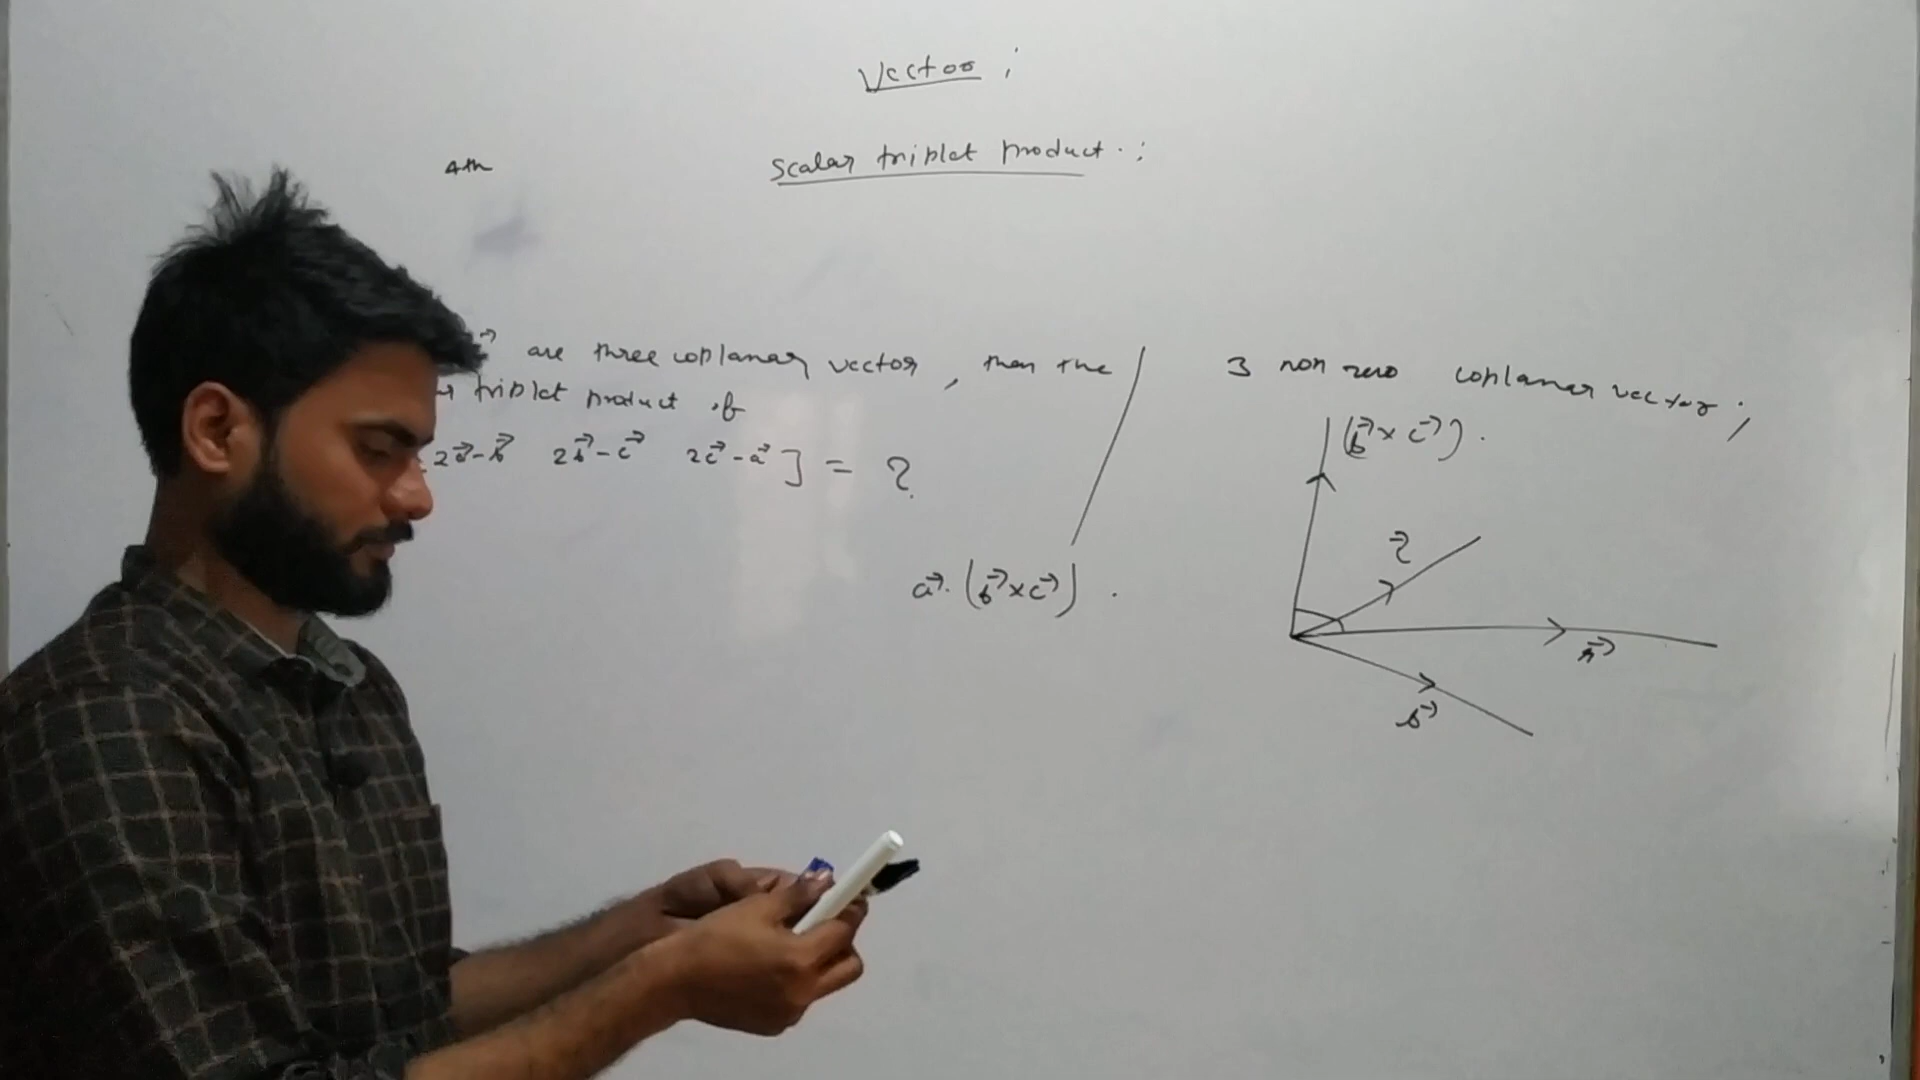 Vector :
4th
Scalar triplet product. :
are three coplanar vector, then the
triplet product of
2a⃗-b⃗ 2b⃗-c⃗ 2c⃗-a⃗ ] = ?
a⃗. (b⃗×c⃗) .
3 non zero coplanar vector ;
(b⃗×c⃗).
c⃗
a⃗
b⃗